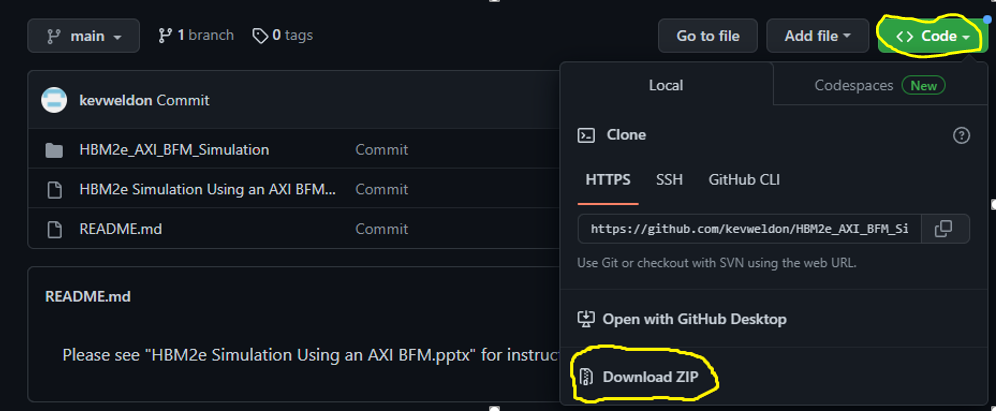 main 1 branch 0 tags Go to file Add file Code
Local Codespaces New
kevweldon Commit
Clone
HBM2e_AXI_BFM_Simulation Commit
HTTPS SSH GitHub CLI
HBM2e Simulation Using an AXI BFM... Commit
README.md Commit
https://github.com/kevweldon/HBM2e_AXI_BFM_Si
Use Git or checkout with SVN using the web URL.
README.md
Open with GitHub Desktop
Please see "HBM2e Simulation Using an AXI BFM.pptx" for instruc
Download ZIP